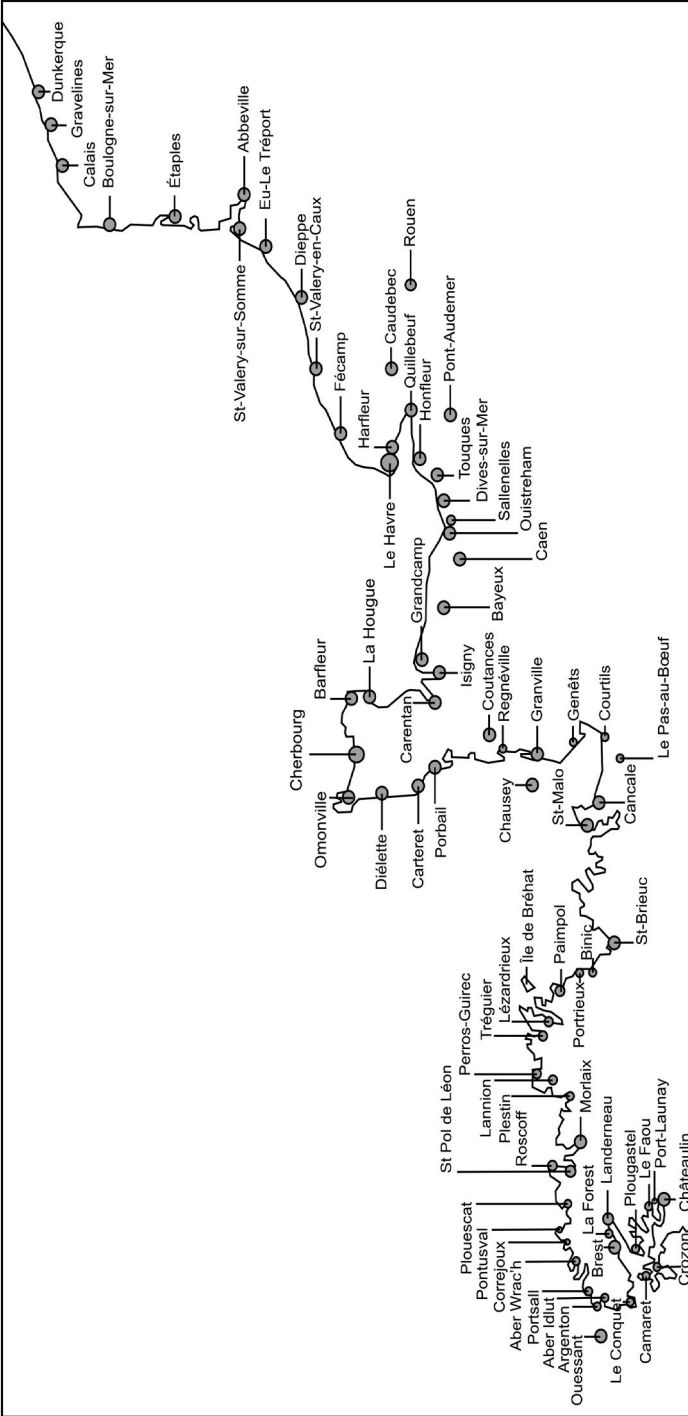 Dunkerque
Gravelines
Calais
Boulogne-sur-Mer
Étaples
Abbeville
St-Valery-sur-Somme
Eu-Le Tréport
Dieppe
St-Valery-en-Caux
Fécamp
Harfleur
Caudebec
Rouen
Le Havre
Quillebeuf
Honfleur
Pont-Audemer
Touques
Dives-sur-Mer
Sallenelles
Ouistreham
Caen
Bayeux
Grandcamp
Isigny
La Hougue
Barfleur
Carentan
Cherbourg
Omonville
Diélette
Carteret
Porbail
Coutances
Regnéville
Granville
Chausey
Genêts
Courtils
Le Pas-au-Bœuf
St-Malo
Cancale
St-Brieuc
Binic
Portrieux
Paimpol
Île de Bréhat
Lézardrieux
Tréguier
Perros-Guirec
Lannion
Plestin
Morlaix
Roscoff
St Pol de Léon
Plouescat
Pontusval
Correjoux
Aber Wrac'h
Portsall
Aber Idlut
Argenton
Ouessant
Le Conquet
Brest
La Forest
Landerneau
Plougastel
Le Faou
Port-Launay
Châteaulin
Crozon
Camaret